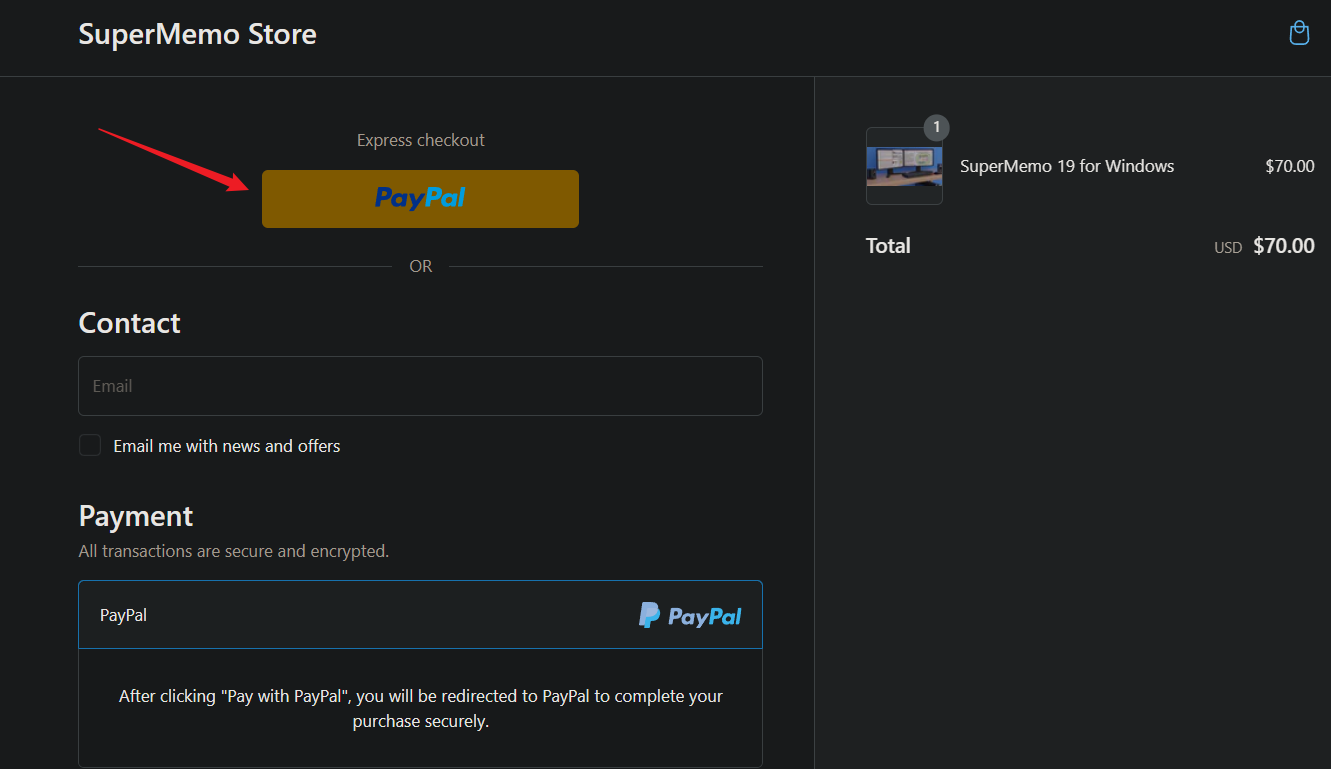 SuperMemo Store
Express checkout
PayPal
OR
Contact
Email
Email me with news and offers
Payment
All transactions are secure and encrypted.
PayPal
PayPal
After clicking "Pay with PayPal", you will be redirected to PayPal to complete your
purchase securely.
1
SuperMemo 19 for Windows
$70.00
Total
USD $70.00